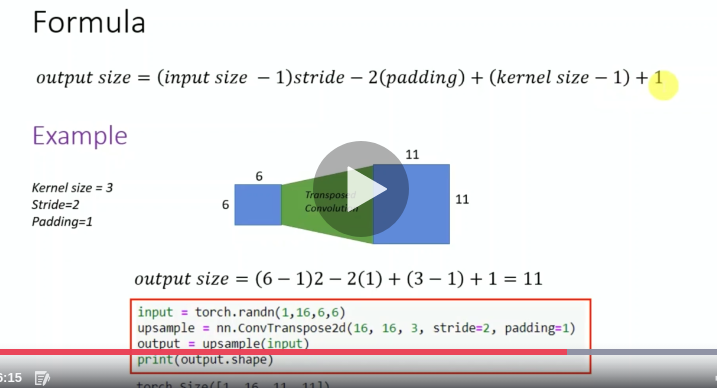 Formula
output size = (input size − 1)stride − 2(padding) + (kernel size − 1) + 1
Example
Kernel size = 3
Stride=2
Padding=1
6
6
Transposed
Convolution
11
11
output size = (6 − 1)2 − 2(1) + (3 − 1) + 1 = 11
input = torch.randn(1,16,6,6)
upsample = nn.ConvTranspose2d(16, 16, 3, stride=2, padding=1)
output = upsample(input)
print(output.shape)
torch.Size([1, 16, 11, 11])
:15